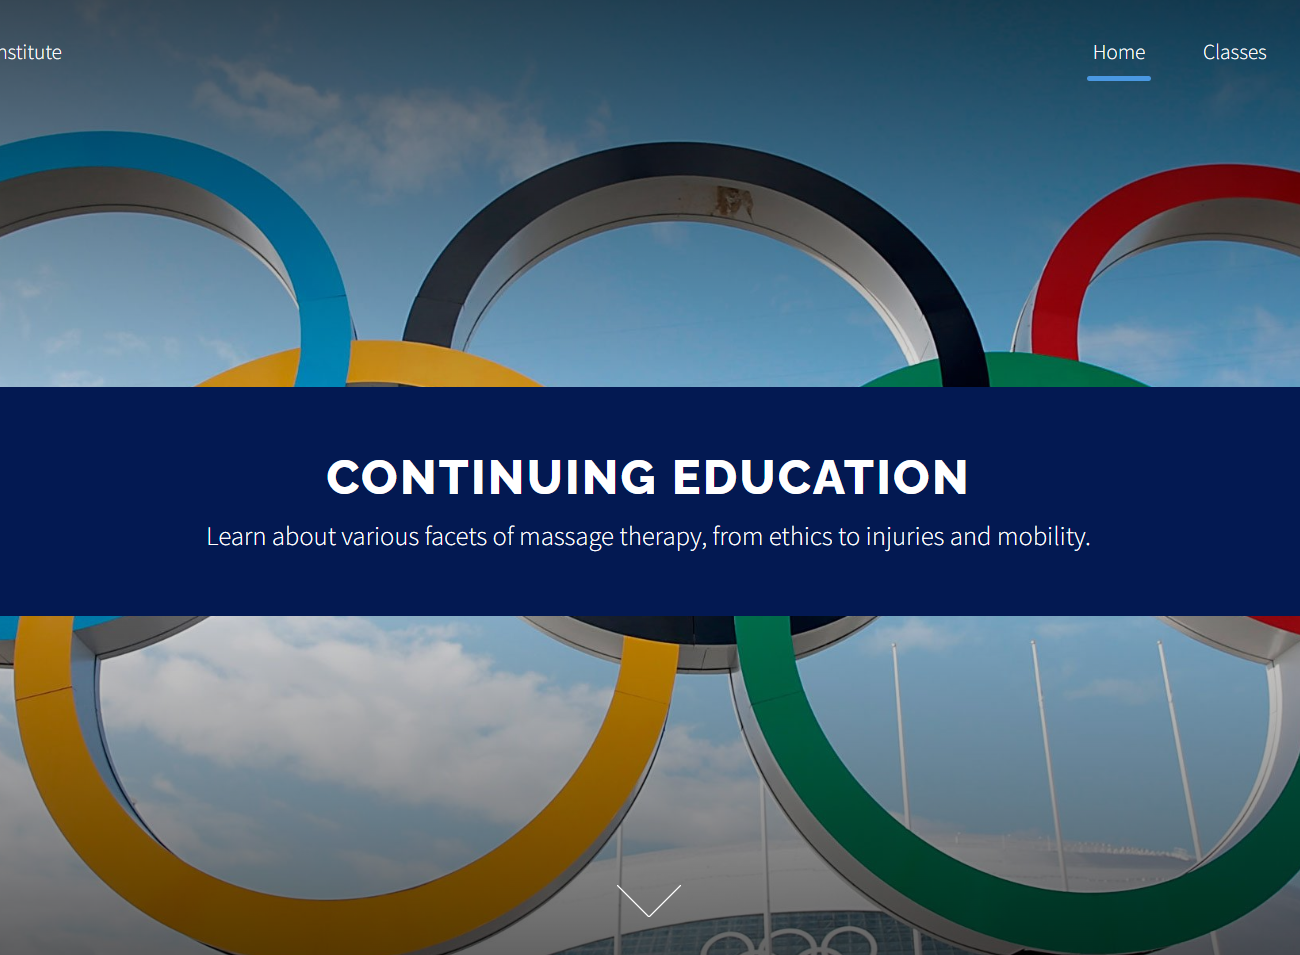 nstitute
Home
Classes
CONTINUING EDUCATION
Learn about various facets of massage therapy, from ethics to injuries and mobility.